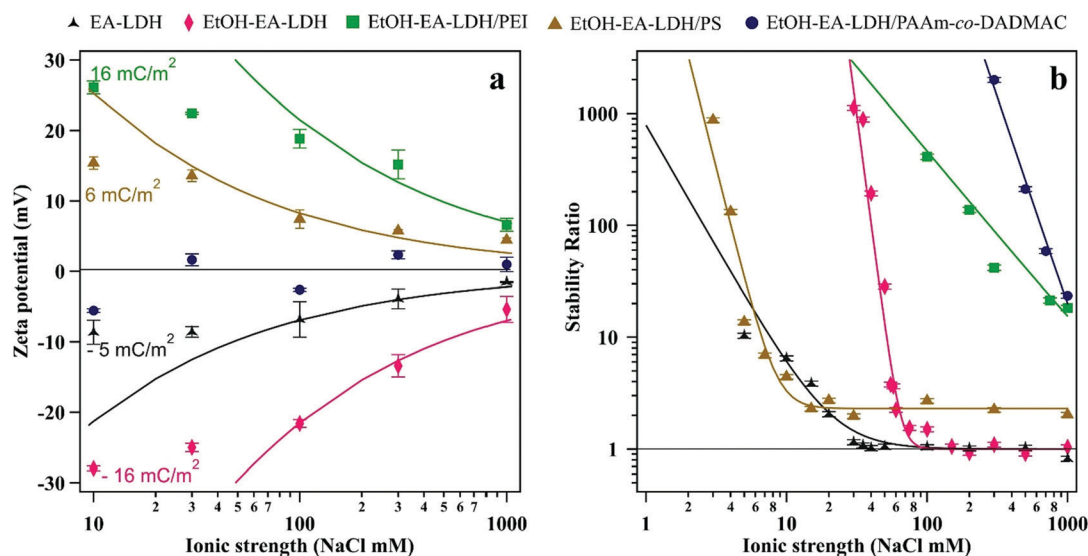 EA-LDH EtOH-EA-LDH EtOH-EA-LDH/PEI EtOH-EA-LDH/PS EtOH-EA-LDH/PAAm-co-DADMAC
a
30
20
10
0
-10
-20
-30
Zeta potential (mV)
16 mC/m²
6 mC/m²
- 5 mC/m²
- 16 mC/m²
10 2 3 4 5 6 7 100 2 3 4 5 6 7 1000
Ionic strength (NaCl mM)
b
1000
100
10
1
Stability Ratio
1 2 4 6 8 10 2 4 6 8 100 2 4 6 8 1000
Ionic strength (NaCl mM)